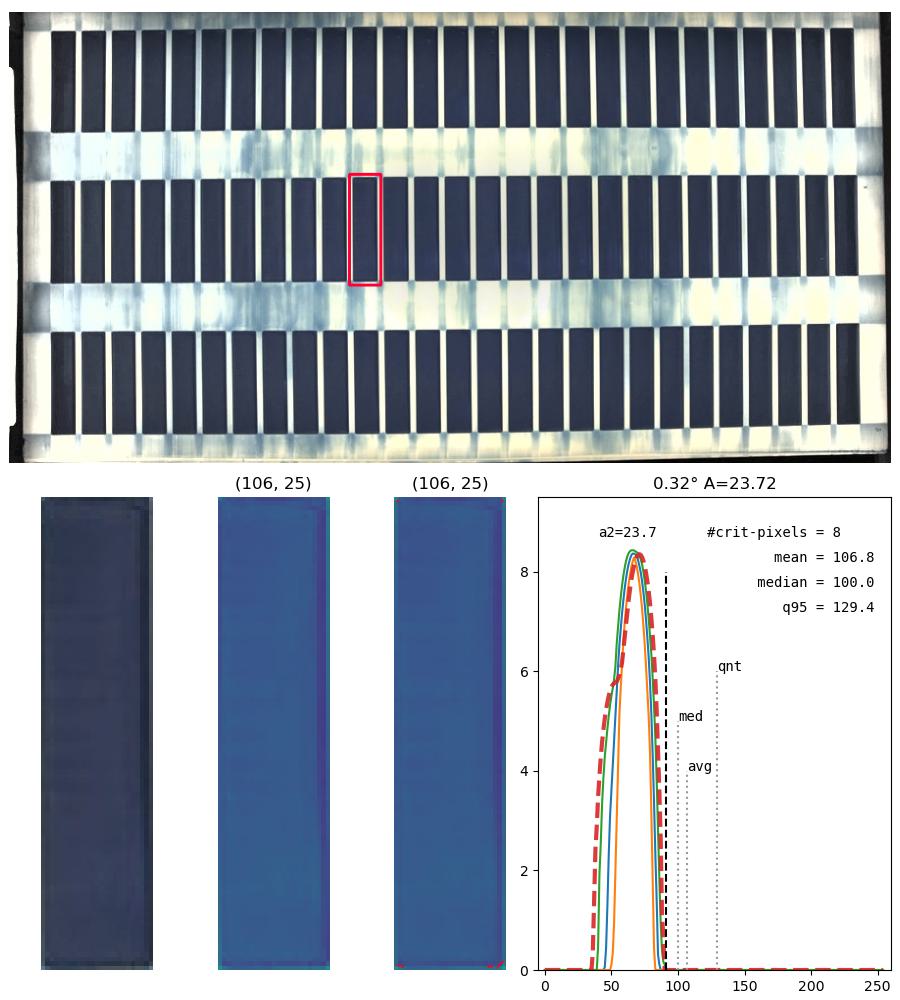 (106, 25)
(106, 25)
0.32° A=23.72
a2=23.7
#crit-pixels = 8
mean = 106.8
median = 100.0
q95 = 129.4
qnt
med
avg
8
6
4
2
0
0 50 100 150 200 250